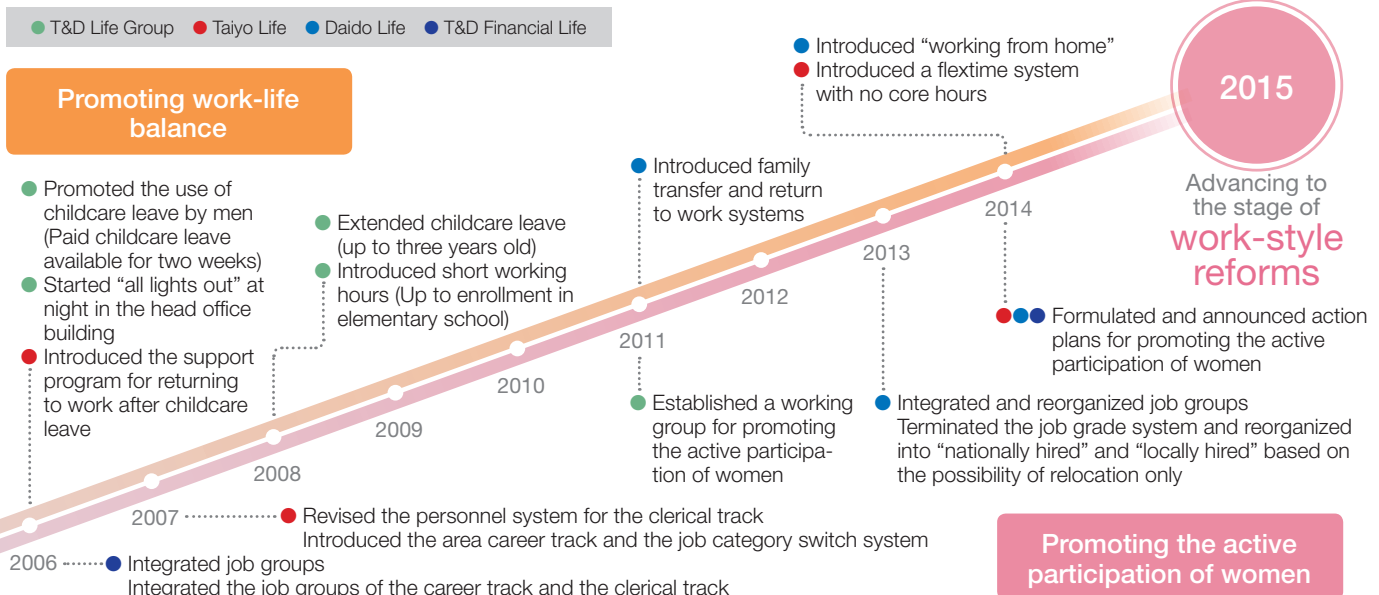 T&D Life Group Taiyo Life Daido Life T&D Financial Life
Promoting work-life
balance
Promoted the use of
childcare leave by men
(Paid childcare leave
available for two weeks)
Started “all lights out” at
night in the head office
building
Introduced the support
program for returning
to work after childcare
leave
Extended childcare leave
(up to three years old)
Introduced short working
hours (Up to enrollment in
elementary school)
Introduced family
transfer and return
to work systems
Introduced “working from home”
Introduced a flextime system
with no core hours
2015
Advancing to
the stage of
work-style
reforms
2014
2013
2012
2011
2010
2009
2008
2007
2006
Formulated and announced action
plans for promoting the active
participation of women
Established a working
group for promoting
the active participa-
tion of women
Integrated and reorganized job groups
Terminated the job grade system and reorganized
into “nationally hired” and “locally hired” based on
the possibility of relocation only
Revised the personnel system for the clerical track
Introduced the area career track and the job category switch system
Integrated job groups
Integrated the job groups of the career track and the clerical track
Promoting the active
participation of women